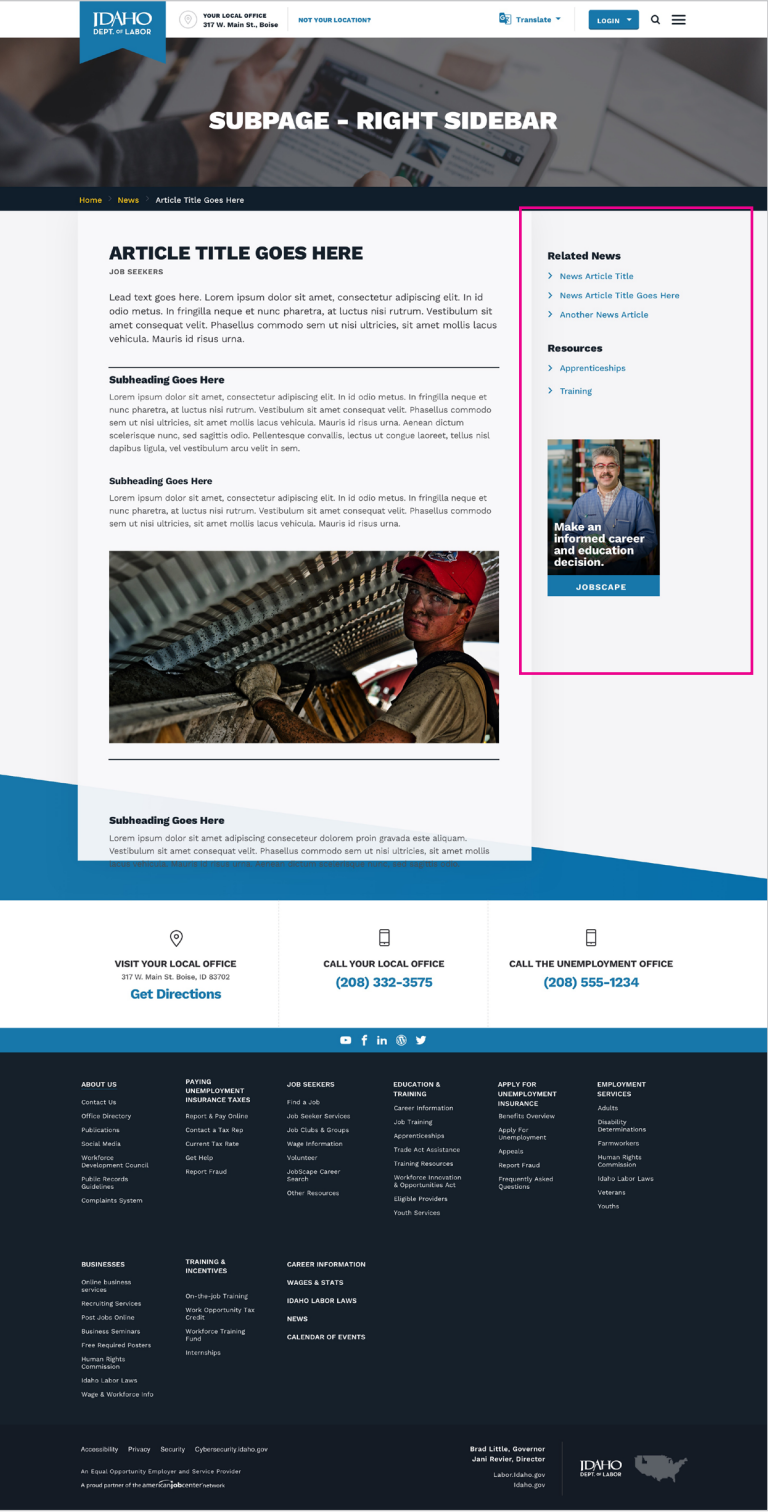 IDAHO
DEPT. OF LABOR
YOUR LOCAL OFFICE
317 W. Main St., Boise
NOT YOUR LOCATION?
Translate
LOGIN
SUBPAGE - RIGHT SIDEBAR
Home
News
Article Title Goes Here
ARTICLE TITLE GOES HERE
JOB SEEKERS
Lead text goes here. Lorem ipsum dolor sit amet, consectetur adipiscing elit. In id
odio metus. In fringilla neque et nunc pharetra, at luctus nisi rutrum. Vestibulum sit
amet consequat velit. Phasellus commodo sem ut nisi ultricies, sit amet mollis lacus
vehicula. Mauris id risus urna.
Subheading Goes Here
Lorem ipsum dolor sit amet, consectetur adipiscing elit. In id odio metus. In fringilla neque et
nunc pharetra, at luctus nisi rutrum. Vestibulum sit amet consequat velit. Phasellus commodo
sem ut nisi ultricies, sit amet mollis lacus vehicula. Mauris id risus urna. Aenean dictum
scelerisque nunc, sed sagittis odio. Pellentesque convallis, lectus ut congue laoreet, tellus nisl
dapibus ligula, vel vestibulum arcu velit in sem.
Subheading Goes Here
Lorem ipsum dolor sit amet, consectetur adipiscing elit. In id odio metus. In fringilla neque et
nunc pharetra, at luctus nisi rutrum. Vestibulum sit amet consequat velit. Phasellus commodo
sem ut nisi ultricies, sit amet mollis lacus vehicula. Mauris id risus urna.
Subheading Goes Here
Lorem ipsum dolor sit amet adipiscing conseceteur dolorem proin gravada este aliquam.
Vestibulum sit amet consequat velit. Phasellus commodo sem ut nisi ultricies, sit amet mollis
Related News
News Article Title
News Article Title Goes Here
Another News Article
Resources
Apprenticeships
Training
Make an
informed career
and education
decision.
JOBSCAPE
VISIT YOUR LOCAL OFFICE
317 W. Main St. Boise, ID 83702
Get Directions
CALL YOUR LOCAL OFFICE
(208) 332-3575
CALL THE UNEMPLOYMENT OFFICE
(208) 555-1234
ABOUT US
Contact Us
Office Directory
Publications
Social Media
Workforce
Development Council
Public Records
Guidelines
Complaints System
PAYING
UNEMPLOYMENT
INSURANCE TAXES
Report & Pay Online
Contact a Tax Rep
Current Tax Rate
Get Help
Report Fraud
JOB SEEKERS
Find a Job
Job Seeker Services
Job Clubs & Groups
Wage Information
Volunteer
JobScape Career
Search
Other Resources
EDUCATION &
TRAINING
Career Information
Job Training
Apprenticeships
Trade Act Assistance
Training Resources
Workforce Innovation
& Opportunities Act
Eligible Providers
Youth Services
APPLY FOR
UNEMPLOYMENT
INSURANCE
Benefits Overview
Apply For
Unemployment
Appeals
Report Fraud
Frequently Asked
Questions
EMPLOYMENT
SERVICES
Adults
Disability
Determinations
Farmworkers
Human Rights
Commission
Idaho Labor Laws
Veterans
Youths
BUSINESSES
Online business
services
Recruiting Services
Post Jobs Online
Business Seminars
Free Required Posters
Human Rights
Commission
Idaho Labor Laws
Wage & Workforce Info
TRAINING &
INCENTIVES
On-the-job Training
Work Opportunity Tax
Credit
Workforce Training
Fund
Internships
CAREER INFORMATION
WAGES & STATS
IDAHO LABOR LAWS
NEWS
CALENDAR OF EVENTS
Accessibility
Privacy
Security
Cybersecurity.Idaho.gov
An Equal Opportunity Employer and Service Provider
A proud partner of the americanjobcenter network
Brad Little, Governor
Jani Revier, Director
Labor.Idaho.gov
Idaho.gov
IDAHO
DEPT. OF LABOR